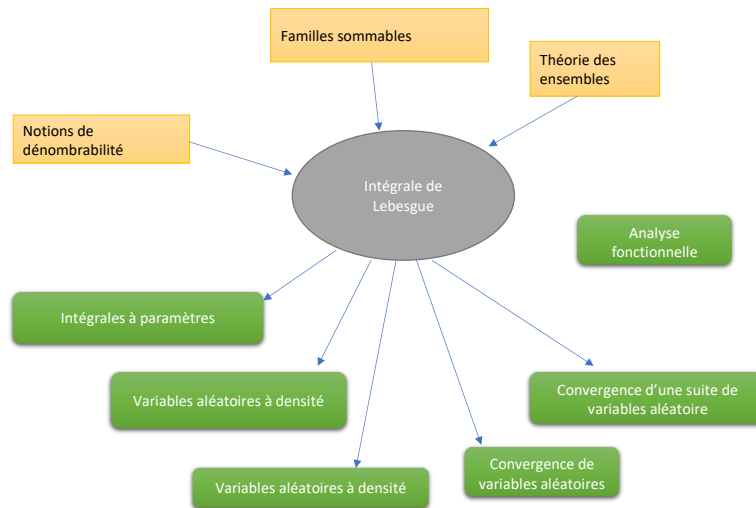 Familles sommables
Théorie des
ensembles
Notions de
dénombrabilité
Intégrale de
Lebesgue
Analyse
fonctionnelle
Intégrales à paramètres
Variables aléatoires à densité
Convergence d’une suite de
variables aléatoire
Variables aléatoires à densité
Convergence de
variables aléatoires